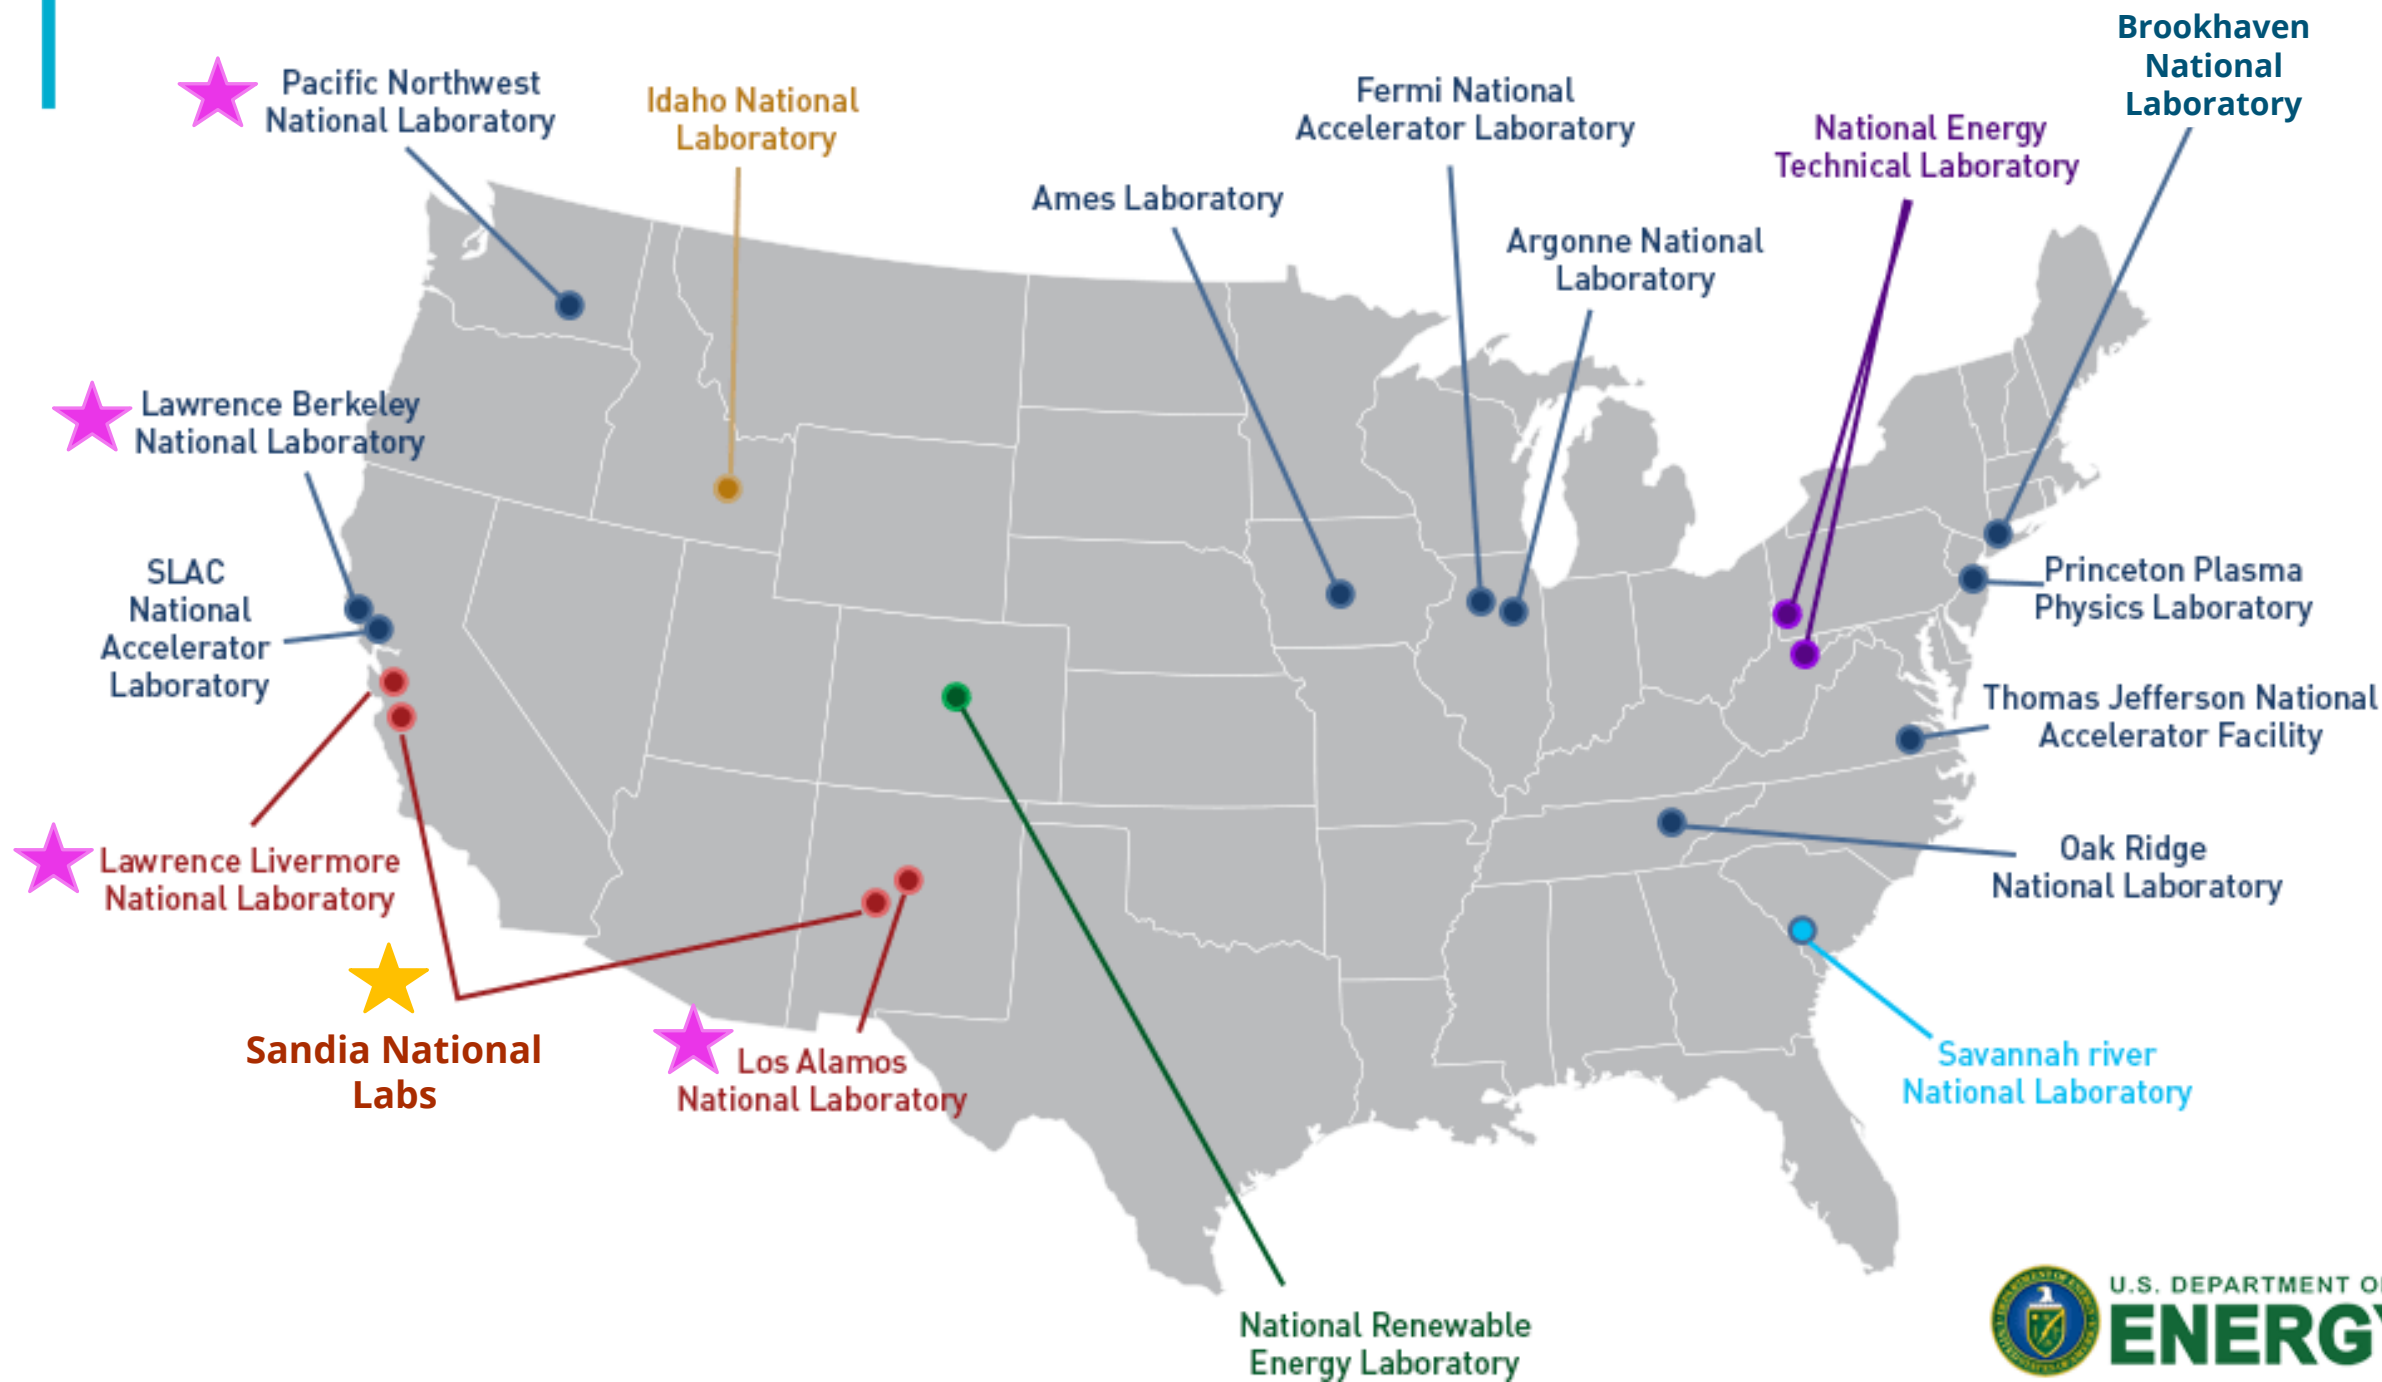 Brookhaven
National
Laboratory
Pacific Northwest
National Laboratory
Idaho National
Laboratory
Fermi National
Accelerator Laboratory
National Energy
Technical Laboratory
Ames Laboratory
Argonne National
Laboratory
Lawrence Berkeley
National Laboratory
SLAC
National
Accelerator
Laboratory
Princeton Plasma
Physics Laboratory
Thomas Jefferson National
Accelerator Facility
Lawrence Livermore
National Laboratory
Oak Ridge
National Laboratory
Sandia National
Labs
Los Alamos
National Laboratory
Savannah river
National Laboratory
National Renewable
Energy Laboratory
U.S. DEPARTMENT
ENERGY